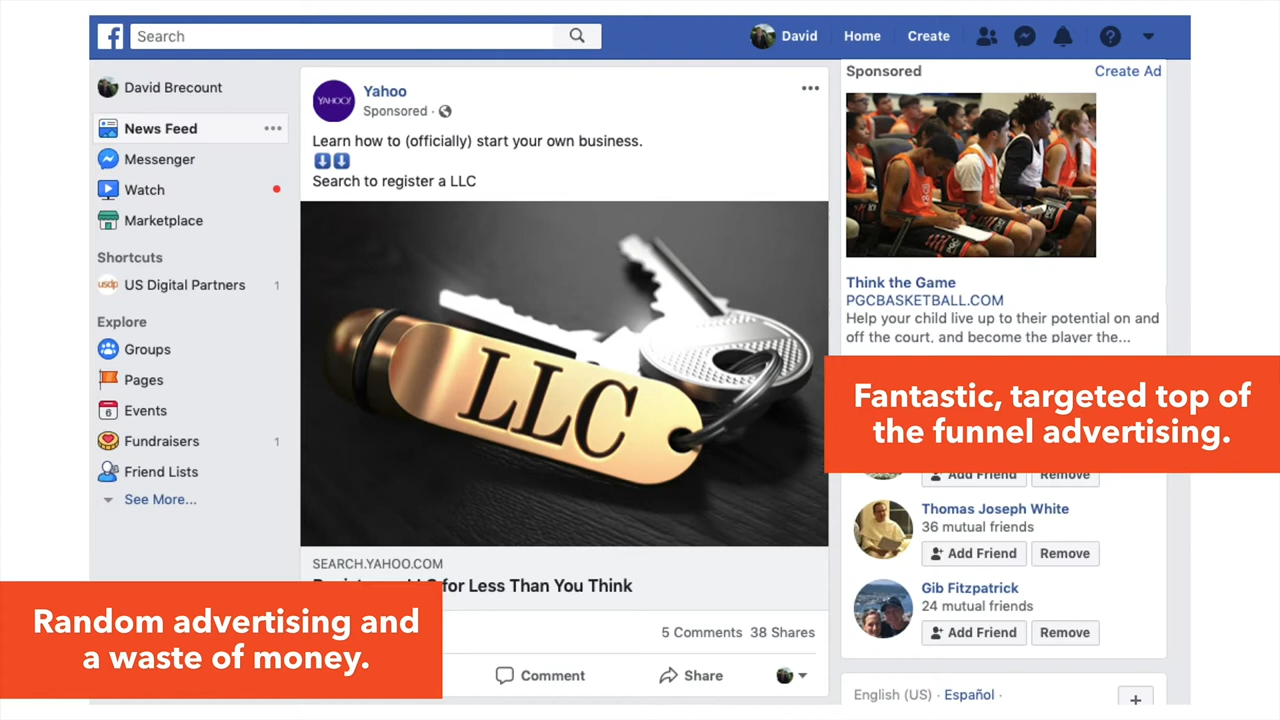 Search
David
Home
Create
David Brecount
News Feed
Messenger
Watch
Marketplace
Shortcuts
usdp US Digital Partners 1
Explore
Groups
Pages
6 Events
Fundraisers 1
Friend Lists
See More...
YAHOO!
Yahoo
Sponsored ·
Learn how to (officially) start your own business.
Search to register a LLC
LLC
SEARCH.YAHOO.COM
for Less Than You Think
5 Comments 38 Shares
Comment
Share
Sponsored
Create Ad
PGC
Think the Game
PGCBASKETBALL.COM
Help your child live up to their potential on and
off the court, and become the player the...
Fantastic, targeted top of
the funnel advertising.
Add Friend Remove
Thomas Joseph White
36 mutual friends
Add Friend Remove
Gib Fitzpatrick
24 mutual friends
Add Friend Remove
English (US) · Español ·
Random advertising and
a waste of money.